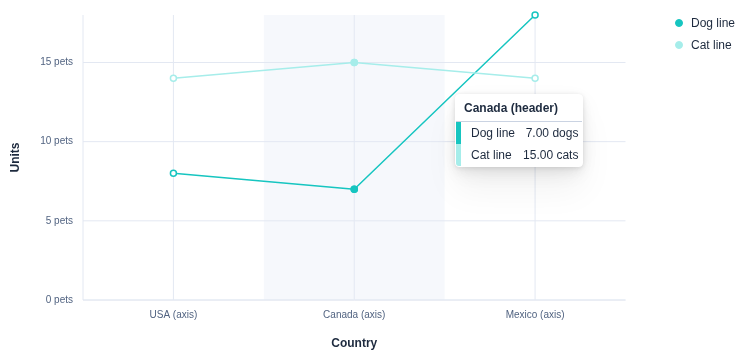 Dog line
Cat line
15 pets
10 pets
5 pets
0 pets
Units
Canada (header)
Dog line 7.00 dogs
Cat line 15.00 cats
USA (axis) Canada (axis) Mexico (axis)
Country